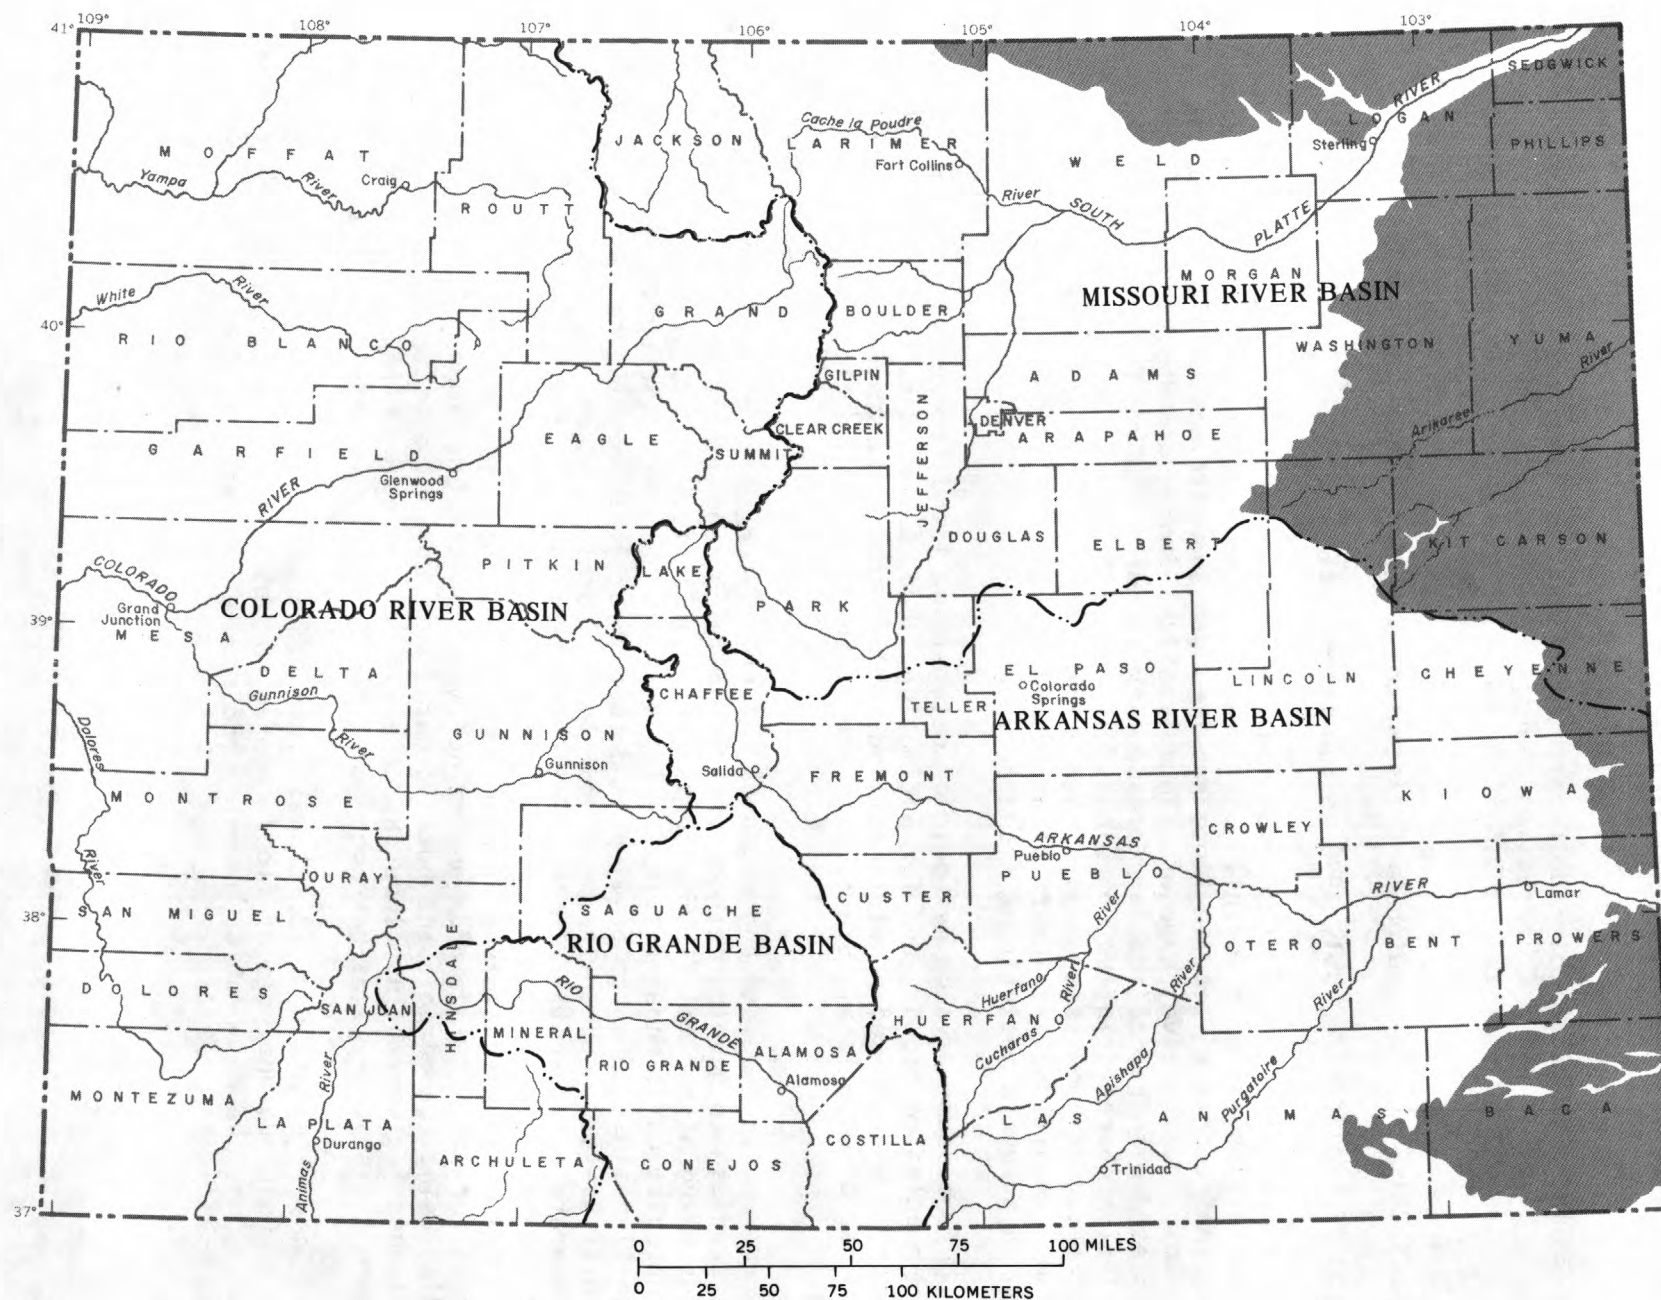 109°
108°
107°
106°
105°
104°
103°
41°
SEDGWICK
RIVER
LOGAN
Cache la Poudre
JACKSON
LARIMER
Sterling
PHILLIPS
MOFFAT
Fort Collins
WELD
Yampa
River
Craig
River
SOUTH
ROUTT
PLATTE
MORGAN
MISSOURI RIVER BASIN
White
River
GRAND
BOULDER
40°
RIO BLANCO
WASHINGTON
YUMA
River
GILPIN
ADAMS
JEFFERSON
DENVER
Arikaree
CLEAR CREEK
ARAPAHOE
EAGLE
GARFIELD
SUMMIT
Glenwood
Springs
RIVER
DOUGLAS
ELBERT
KIT CARSON
PITKIN
LAKE
COLORADO
Grand
Junction
COLORADO RIVER BASIN
PARK
39°
MESA
DELTA
EL PASO
CHEYENNE
Gunnison
CHAFFEE
Colorado
Springs
LINCOLN
TELLER
ARKANSAS RIVER BASIN
Dolores
River
GUNNISON
Gunnison
Salida
FREMONT
MONTROSE
KIOWA
CROWLEY
ARKANSAS
Pueblo
River
OURAY
PUEBLO
RIVER
Lamar
CUSTER
38°
SAN MIGUEL
SAGUACHE
River
RIO GRANDE BASIN
OTERO
BENT
PROWERS
HINSDALE
DOLORES
RIO
Huerfano
River
River
River
SAN JUAN
GRANDE
HUERFANO
MINERAL
Cucharas
ALAMOSA
RIO GRANDE
Alamosa
Apishapa
Purgatoire
MONTEZUMA
River
LA PLATA
Durango
LAS ANIMAS
BACA
COSTILLA
Animas
ARCHULETA
CONEJOS
Trinidad
37°
0 25 50 75 100 MILES
0 25 50 75 100 KILOMETERS